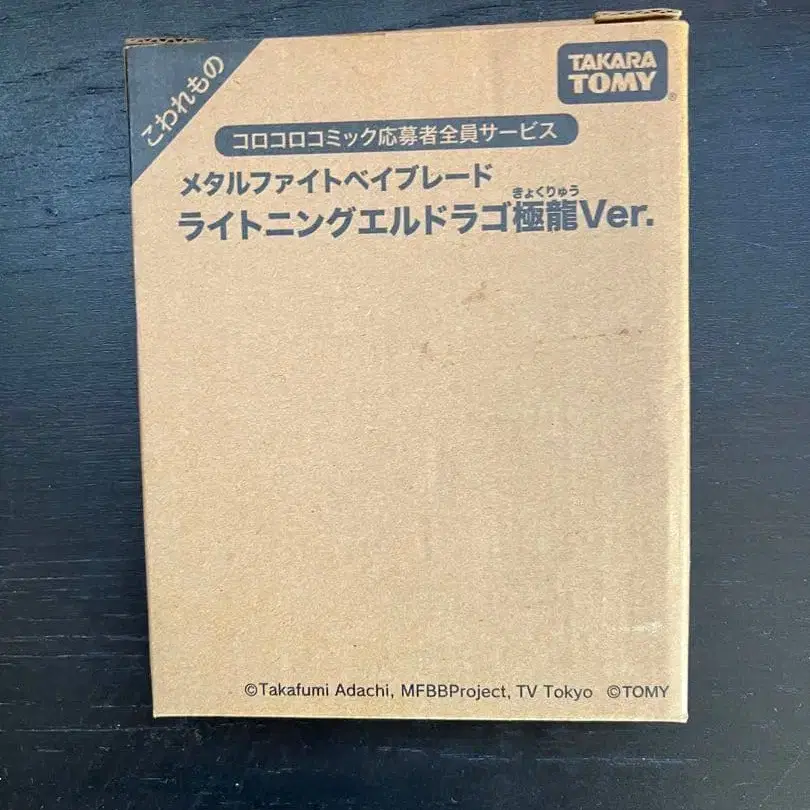 こわれもの
TAKARA
TOMY
®
コロコロコミック応募者全員サービス
メタルファイトベイブレード
きょくりゅう
ライトニングエルドラゴ極龍Ver.
©Takafumi Adachi, MFBBProject, TV Tokyo ©TOMY